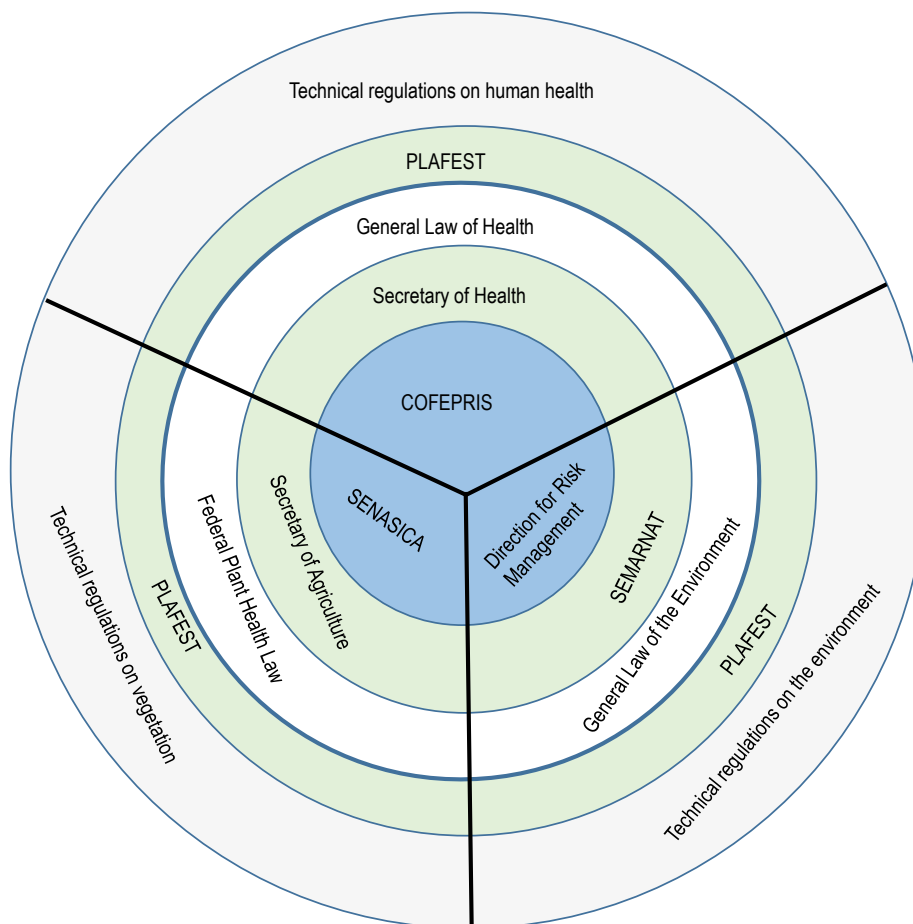 Technical regulations on human health
PLAFEST
General Law of Health
Secretary of Health
COFEPRIS
SENASICA
Secretary of Agriculture
Federal Plant Health Law
PLAFEST
Technical regulations on vegetation
Direction for Risk
Management
SEMARNAT
General Law of the Environment
PLAFEST
Technical regulations on the environment